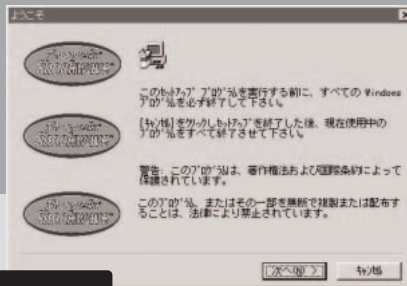 ようこそ
このｾｯﾄｱｯﾌﾟ ﾌﾟﾛｸﾞﾗﾑを実行する前に、すべての Windows
ﾌﾟﾛｸﾞﾗﾑを必ず終了して下さい。
[ｷｬﾝｾﾙ]をｸﾘｯｸしｾｯﾄｱｯﾌﾟを終了した後、現在使用中の
ﾌﾟﾛｸﾞﾗﾑをすべて終了させて下さい。
警告: このﾌﾟﾛｸﾞﾗﾑは、著作権法および国際条約によって
保護されています。
このﾌﾟﾛｸﾞﾗﾑ、またはその一部を無断で複製または配布す
ることは、法律により禁止されています。
次へ(N) >
ｷｬﾝｾﾙ